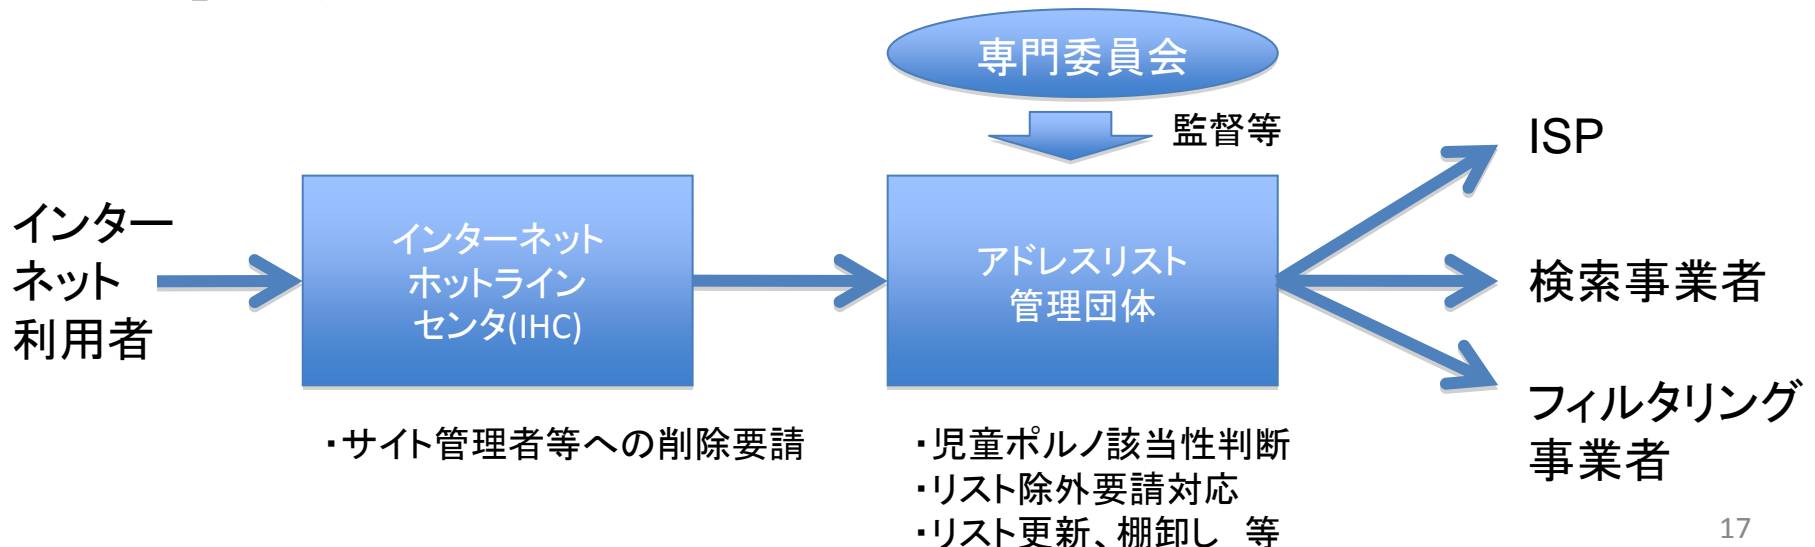 専門委員会
監督等
インター
ネット
利用者
インターネット
ホットライン
センタ(IHC)
・サイト管理者等への削除要請
アドレスリスト
管理団体
・児童ポルノ該当性判断
・リスト除外要請対応
・リスト更新、棚卸し 等
ISP
検索事業者
フィルタリング
事業者
17